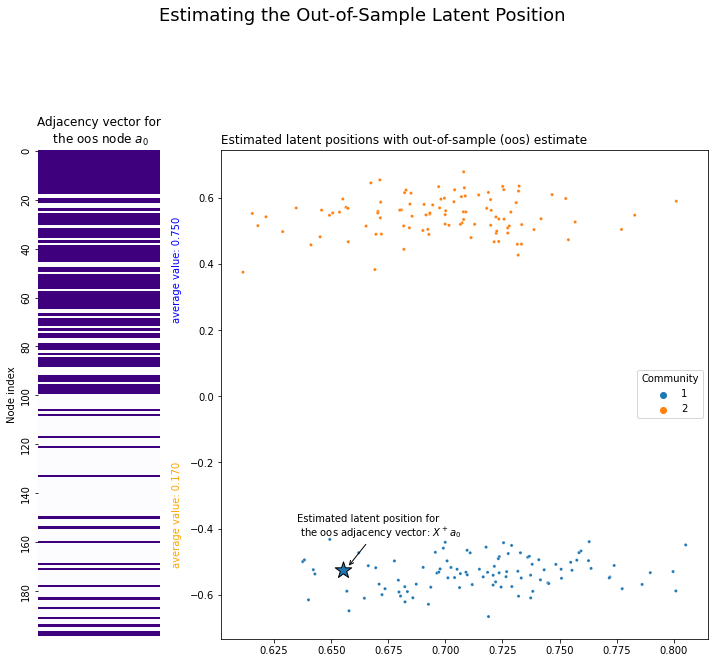 Estimating the Out-of-Sample Latent Position
Adjacency vector for
the oos node a₀
Node index
0
20
40
60
80
100
120
140
160
180
average value: 0.750
average value: 0.170
Estimated latent positions with out-of-sample (oos) estimate
0.6
0.4
0.2
0.0
−0.2
−0.4
−0.6
Community
1
2
Estimated latent position for
the oos adjacency vector: X⁺a₀
0.625
0.650
0.675
0.700
0.725
0.750
0.775
0.800